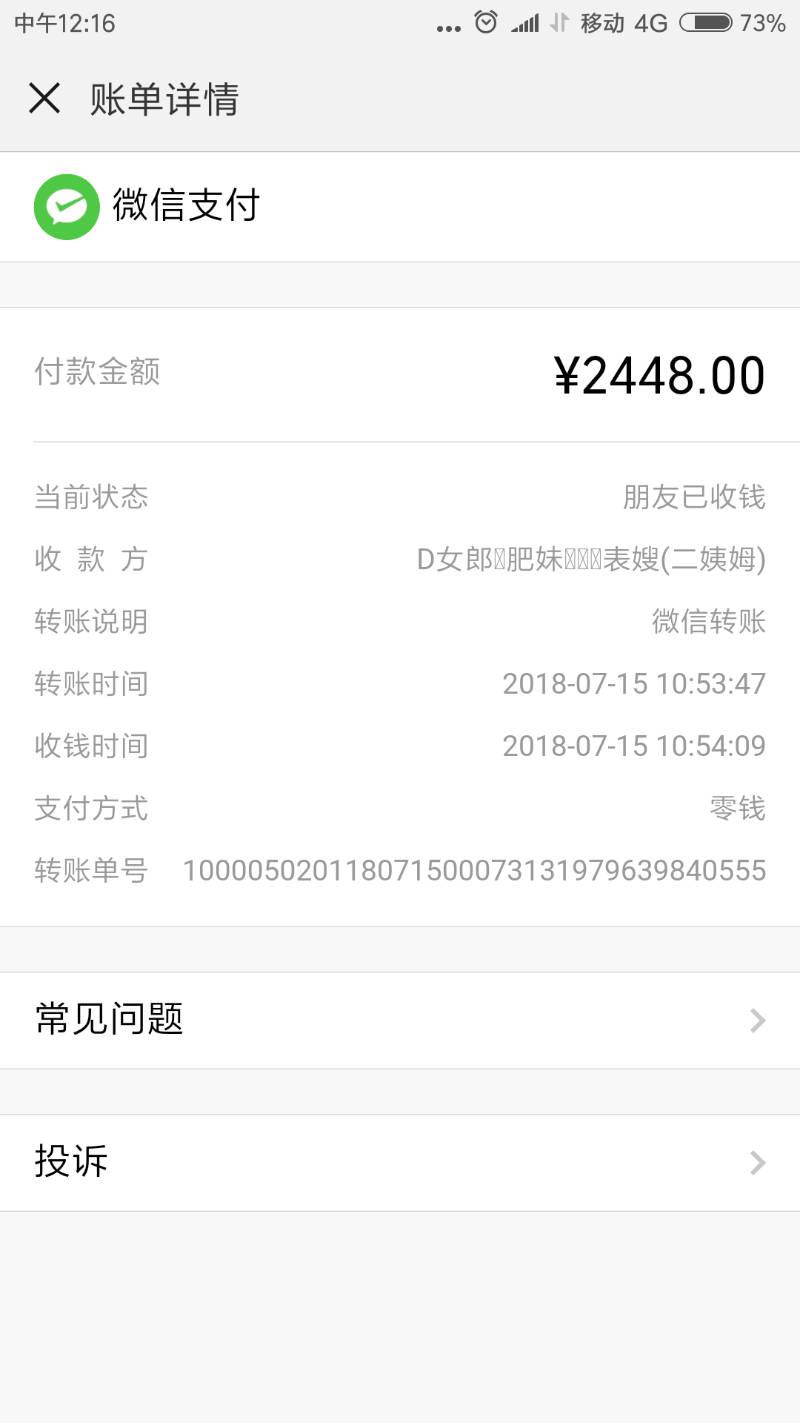 中午12:16
... 移动 4G 73%
账单详情
微信支付
付款金额 ¥2448.00
当前状态 朋友已收钱
收款方 D女郎肥妹表嫂(二姨姆)
转账说明 微信转账
转账时间 2018-07-15 10:53:47
收钱时间 2018-07-15 10:54:09
支付方式 零钱
转账单号 1000050201180715000731319796398​40555
常见问题
投诉